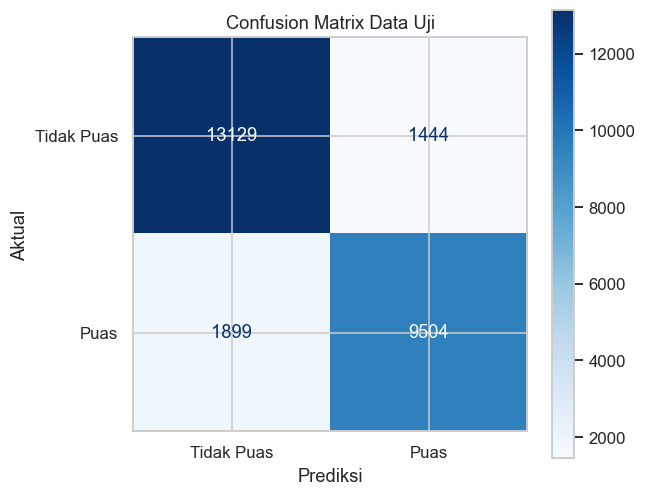 Confusion Matrix Data Uji
Aktual
Tidak Puas
13129
1444
Puas
1899
9504
Tidak Puas
Puas
Prediksi
12000
10000
8000
6000
4000
2000